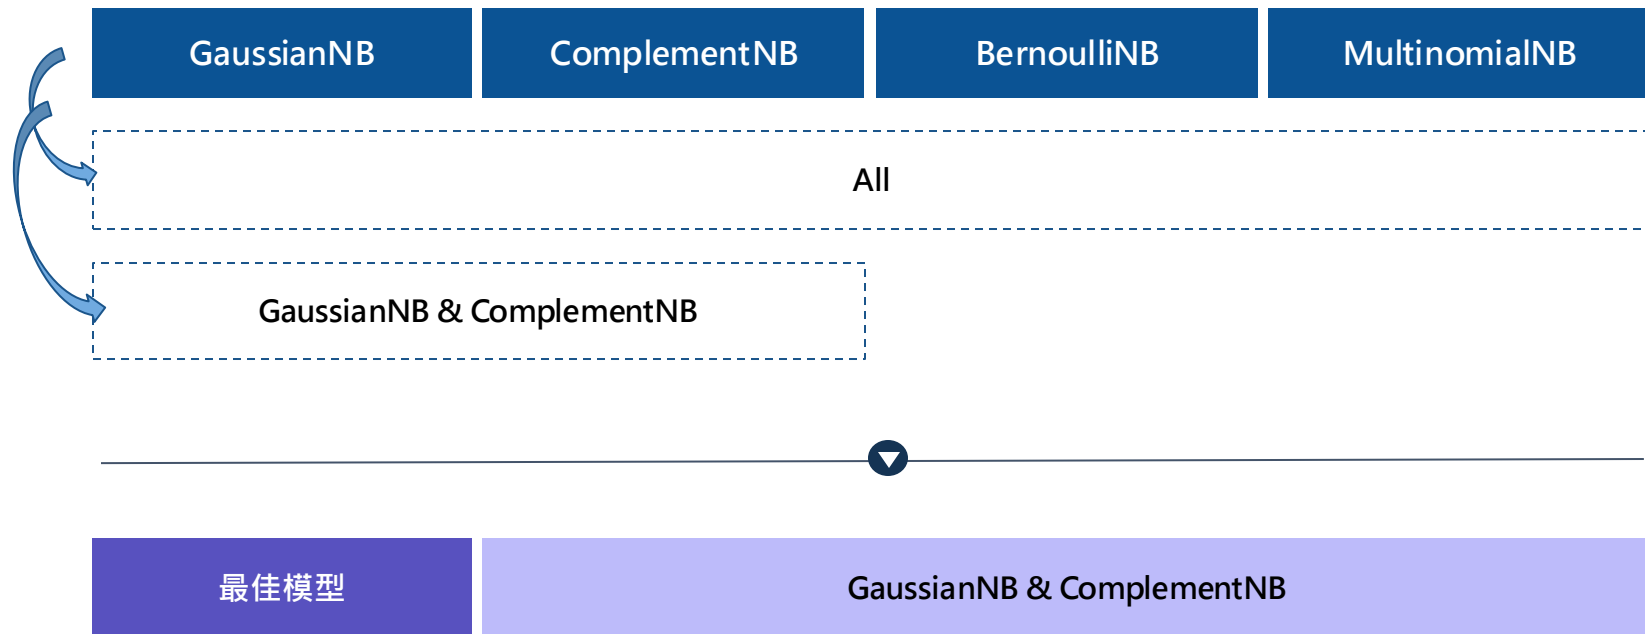 GaussianNB
ComplementNB
BernoulliNB
MultinomialNB
All
GaussianNB & ComplementNB
最佳模型
GaussianNB & ComplementNB